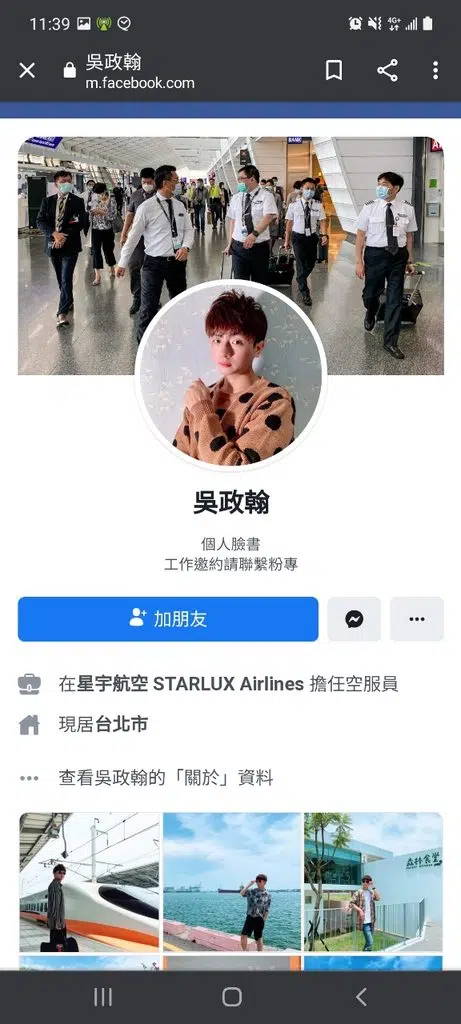 11:39
4G+
吳政翰
m.facebook.com
BANK
吳政翰
個人臉書
工作邀約請聯繫粉專
加朋友
在星宇航空 STARLUX Airlines 擔任空服員
現居台北市
查看吳政翰的「關於」資料
森林食堂